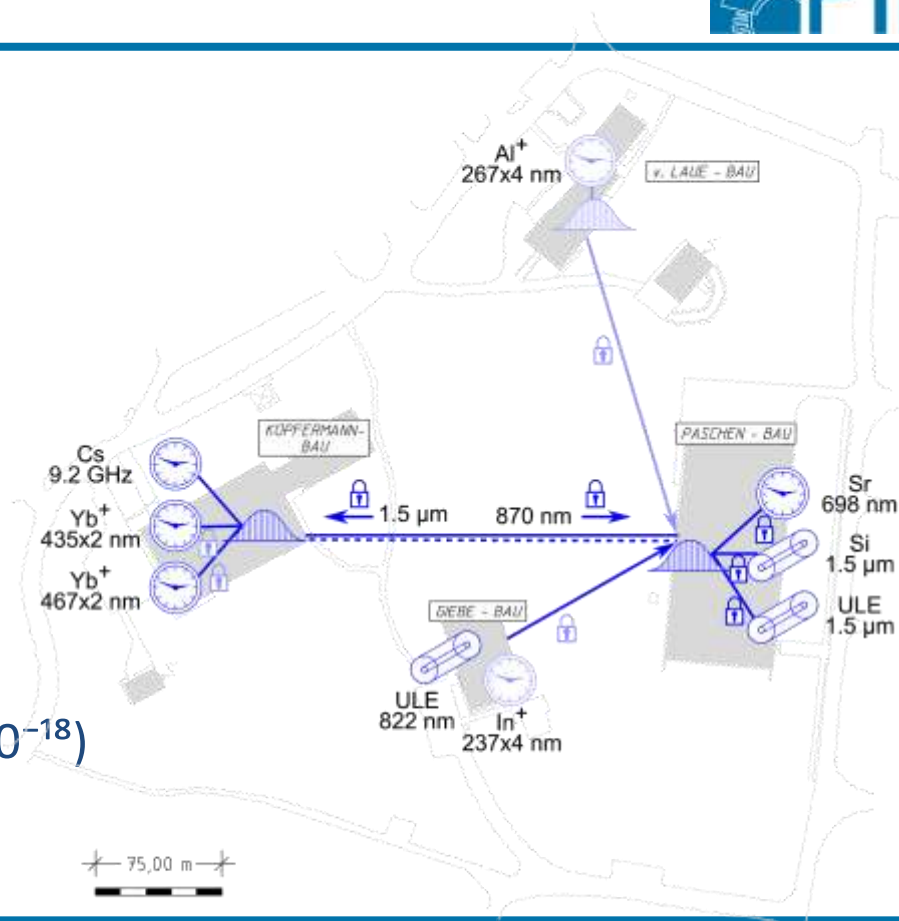 Al+
267x4 nm
v. LAUE - BAU
KOPFERMANN-
BAU
PASCHEN - BAU
Cs
9.2 GHz
Yb+
435x2 nm
Yb+
467x2 nm
1.5 µm
870 nm
Sr
698 nm
Si
1.5 µm
ULE
1.5 µm
GIEBE - BAU
ULE
822 nm
In+
237x4 nm
0⁻¹⁸)
75,00 m